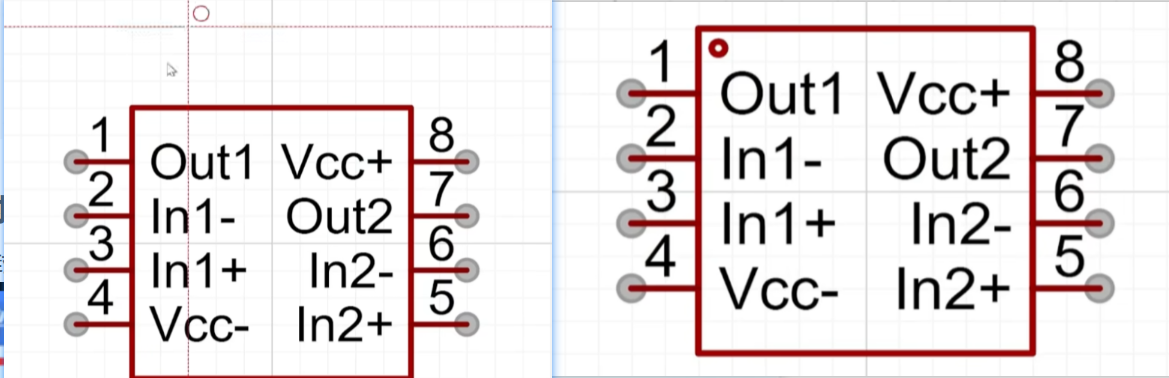 1 Out1 Vcc+ 8
2 In1- Out2 7
3 In1+ In2- 6
4 Vcc- In2+ 5
1 Out1 Vcc+ 8
2 In1- Out2 7
3 In1+ In2- 6
4 Vcc- In2+ 5